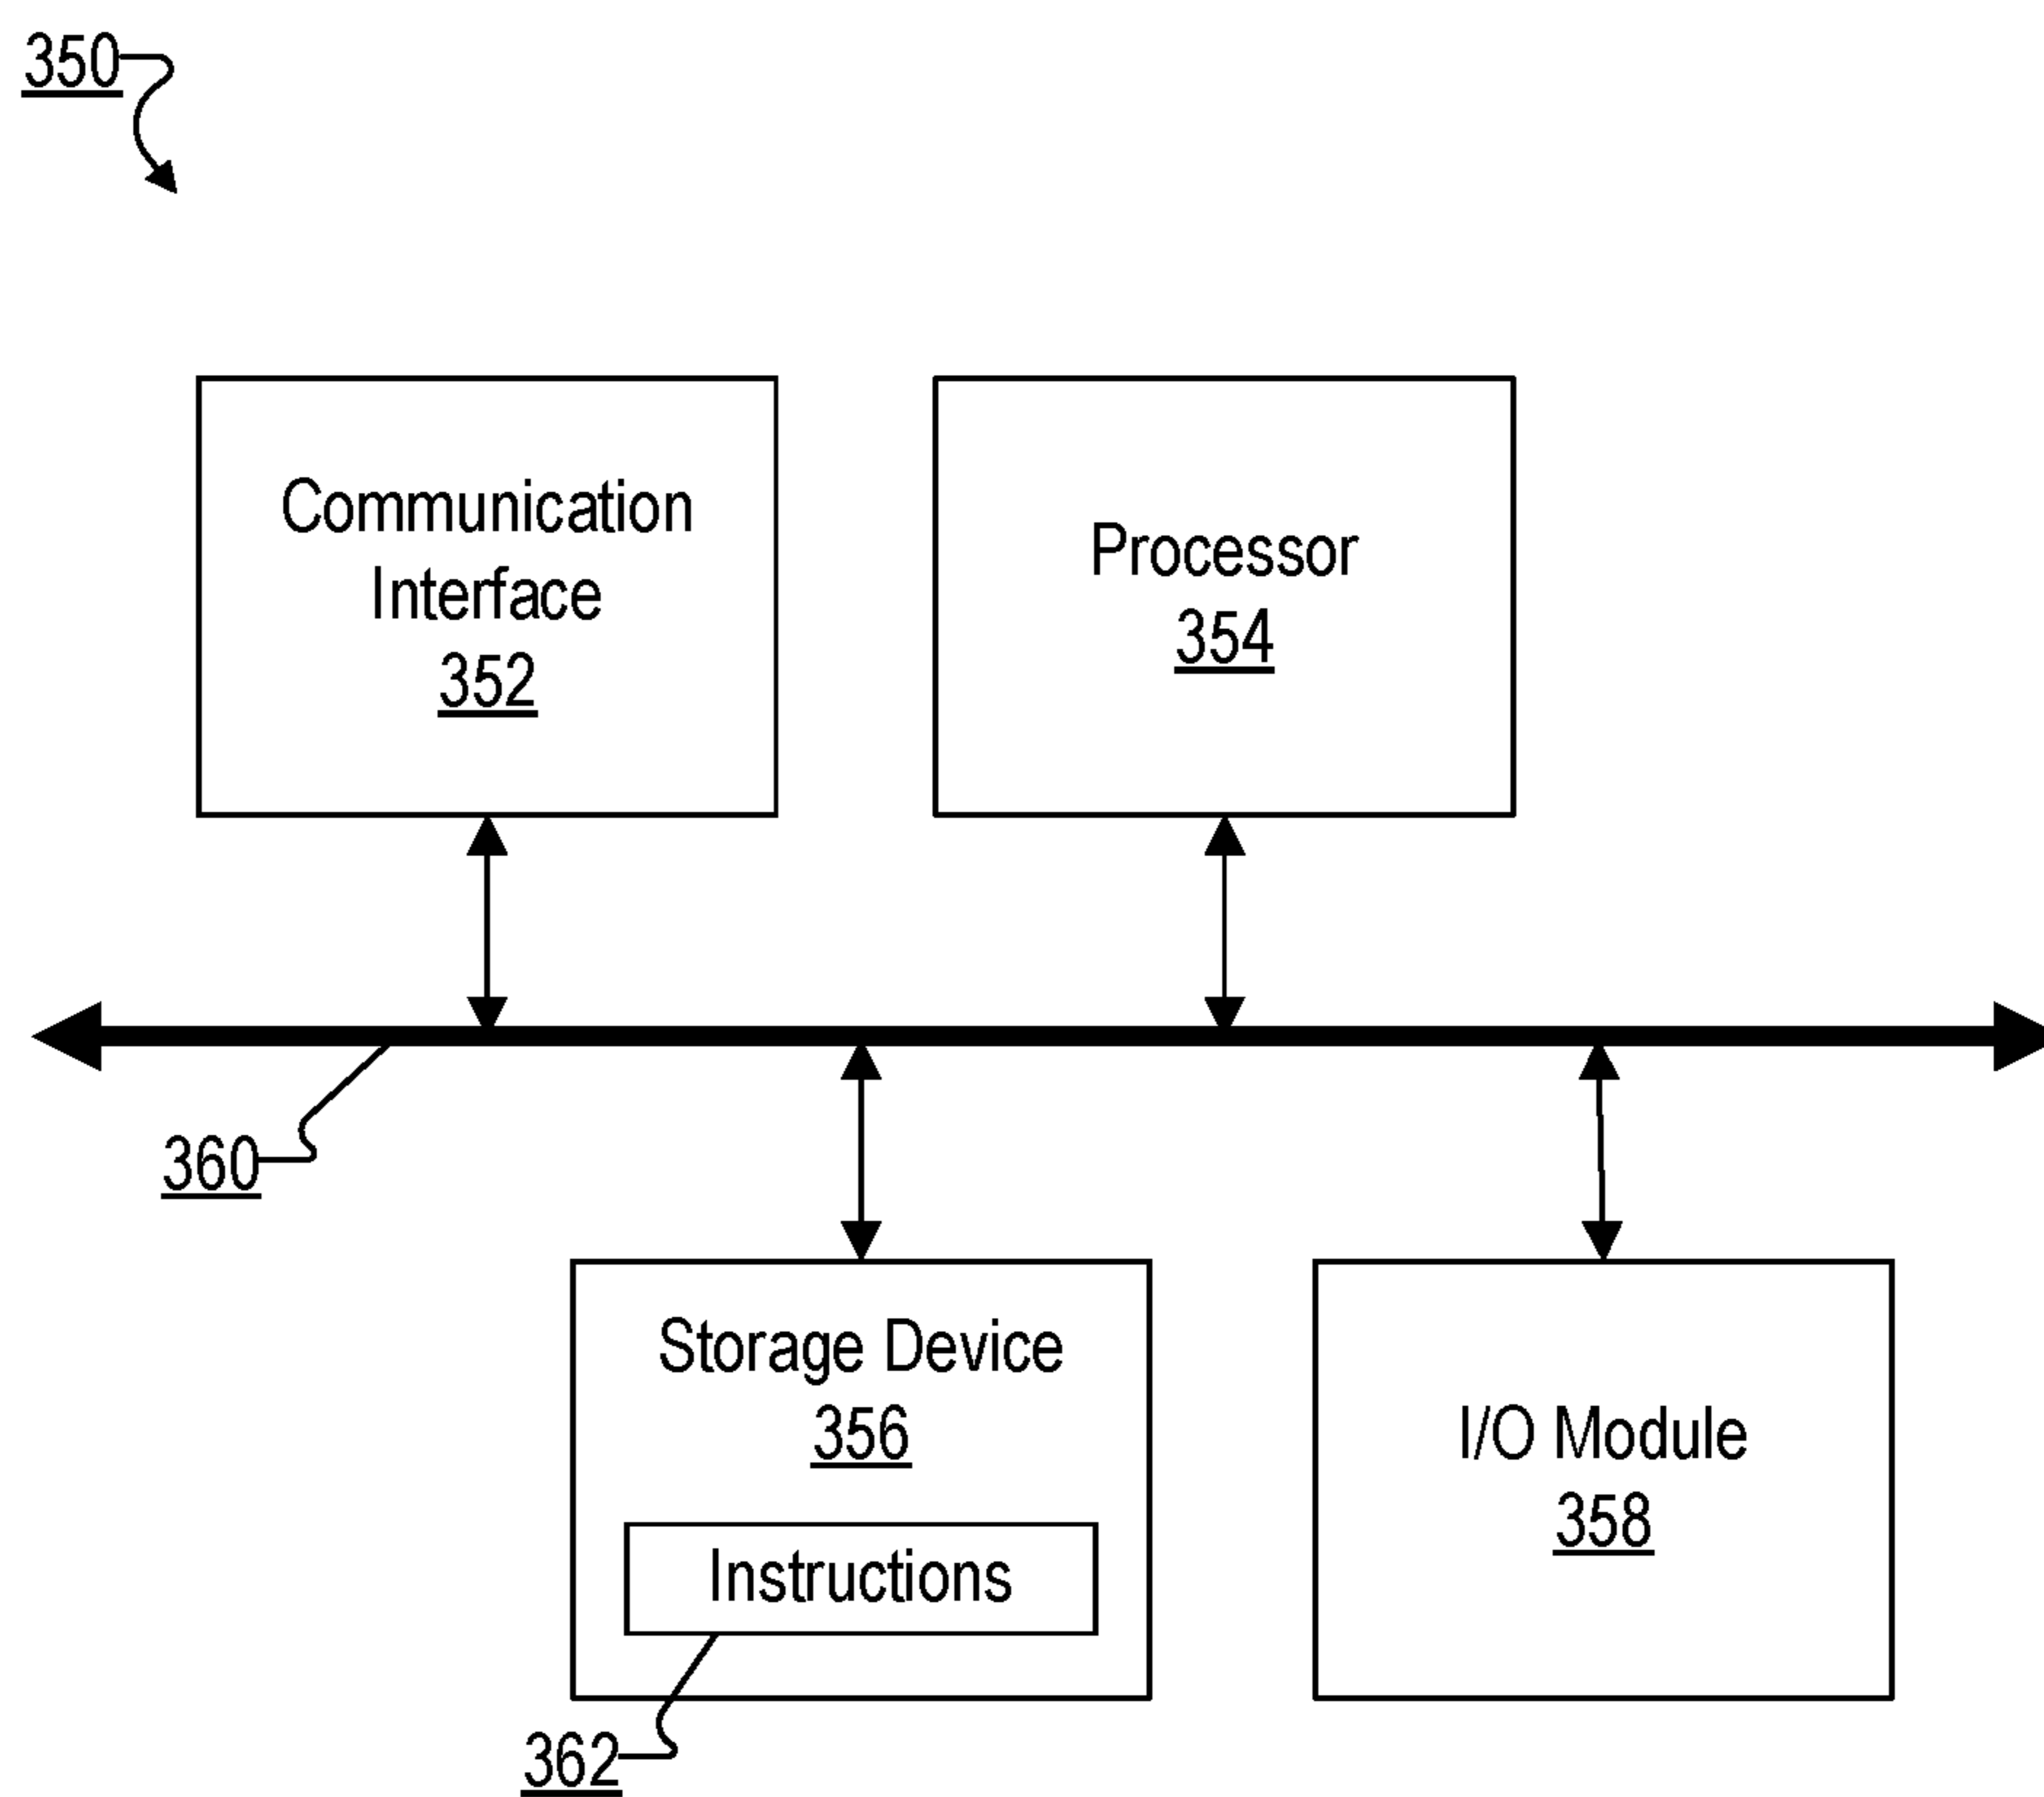 350
Communication
Interface
352
Processor
354
360
Storage Device
356
Instructions
362
I/O Module
358